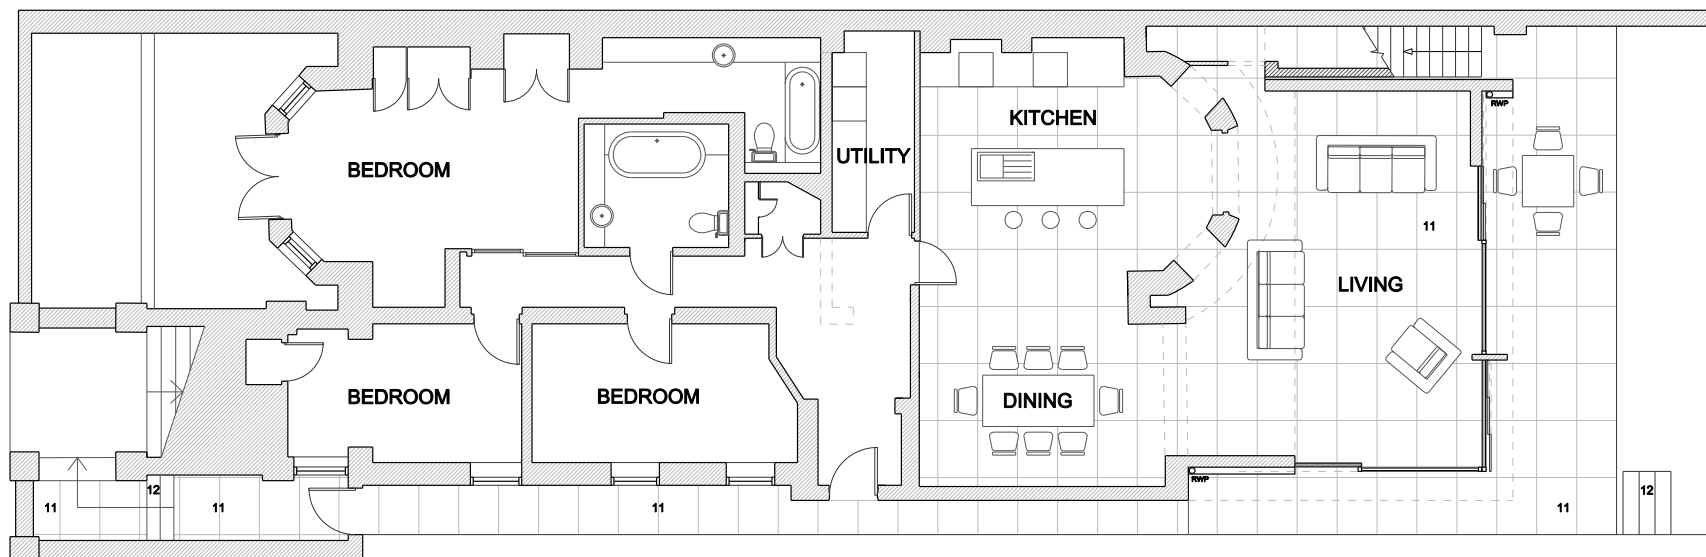 RWP
KITCHEN
UTILITY
BEDROOM
11
LIVING
BEDROOM
BEDROOM
DINING
RWP
12
12
11
11
11
11